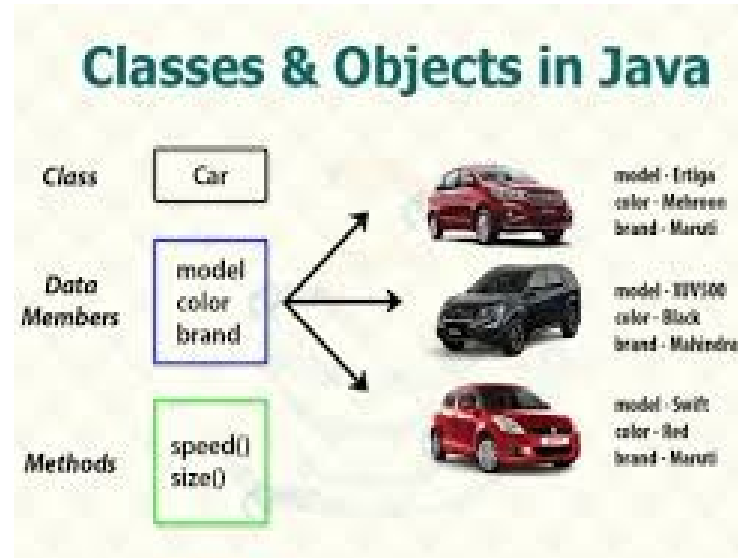 Classes & Objects in Java
Class
Car
Data
Members
model
color
brand
Methods
speed()
size()
model - Ertiga
color - Mehroon
brand - Maruti
model - XUV500
color - Black
brand - Mahindra
model - Swift
color - Red
brand - Maruti